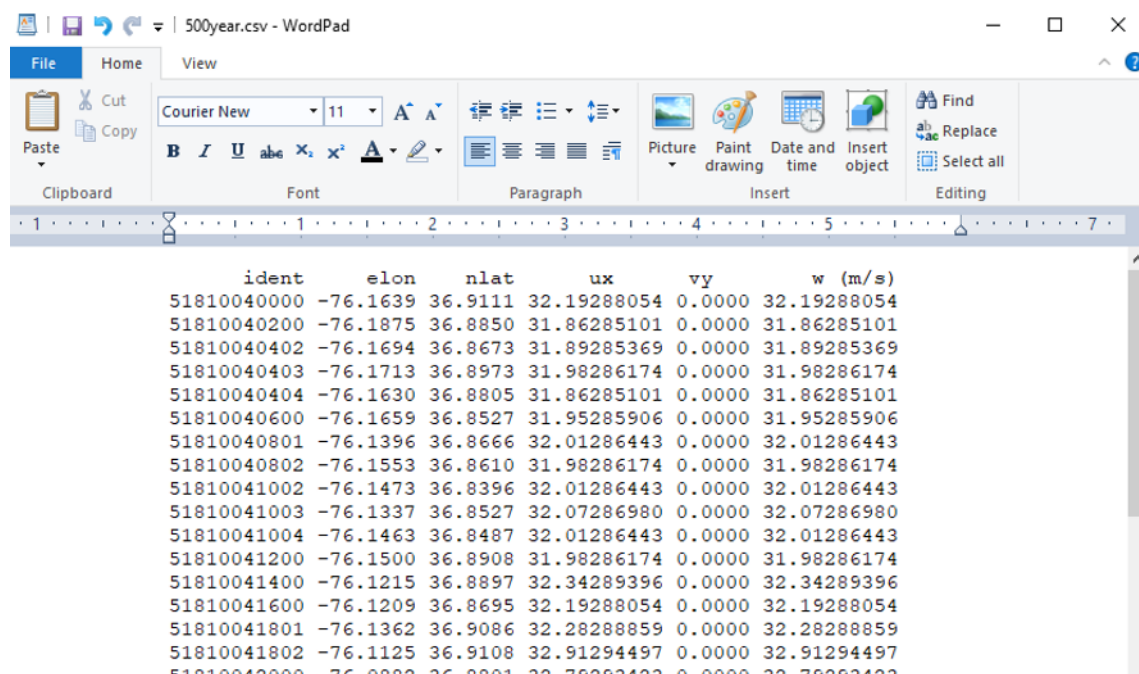 500year.csv - WordPad
File Home View
Cut
Copy
Paste
Clipboard
Courier New 11 A A
B I U abc X₂ X² A
Font
Paragraph
Picture Paint drawing Date and time Insert object
Insert
Find
Replace
Select all
Editing
1 1 2 3 4 5 7
ident elon nlat ux vy w (m/s)
51810040000 -76.1639 36.9111 32.19288054 0.0000 32.19288054
51810040200 -76.1875 36.8850 31.86285101 0.0000 31.86285101
51810040402 -76.1694 36.8673 31.89285369 0.0000 31.89285369
51810040403 -76.1713 36.8973 31.98286174 0.0000 31.98286174
51810040404 -76.1630 36.8805 31.86285101 0.0000 31.86285101
51810040600 -76.1659 36.8527 31.95285906 0.0000 31.95285906
51810040801 -76.1396 36.8666 32.01286443 0.0000 32.01286443
51810040802 -76.1553 36.8610 31.98286174 0.0000 31.98286174
51810041002 -76.1473 36.8396 32.01286443 0.0000 32.01286443
51810041003 -76.1337 36.8527 32.07286980 0.0000 32.07286980
51810041004 -76.1463 36.8487 32.01286443 0.0000 32.01286443
51810041200 -76.1500 36.8908 31.98286174 0.0000 31.98286174
51810041400 -76.1215 36.8897 32.34289396 0.0000 32.34289396
51810041600 -76.1209 36.8695 32.19288054 0.0000 32.19288054
51810041801 -76.1362 36.9086 32.28288859 0.0000 32.28288859
51810041802 -76.1125 36.9108 32.91294497 0.0000 32.91294497